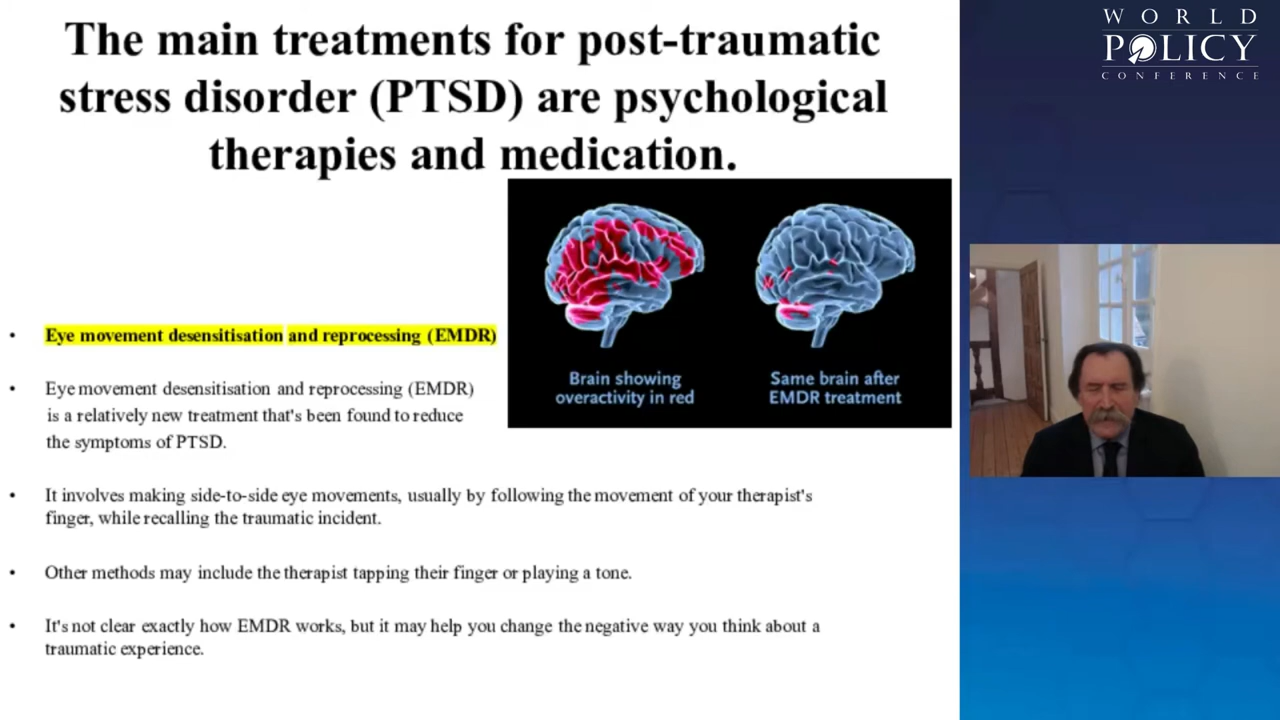 The main treatments for post-traumatic
stress disorder (PTSD) are psychological
therapies and medication.
WORLD
POLICY
CONFERENCE
Brain showing
overactivity in red
Same brain after
EMDR treatment
• Eye movement desensitisation and reprocessing (EMDR)
• Eye movement desensitisation and reprocessing (EMDR)
is a relatively new treatment that's been found to reduce
the symptoms of PTSD.
• It involves making side-to-side eye movements, usually by following the movement of your therapist's
finger, while recalling the traumatic incident.
• Other methods may include the therapist tapping their finger or playing a tone.
• It's not clear exactly how EMDR works, but it may help you change the negative way you think about a
traumatic experience.